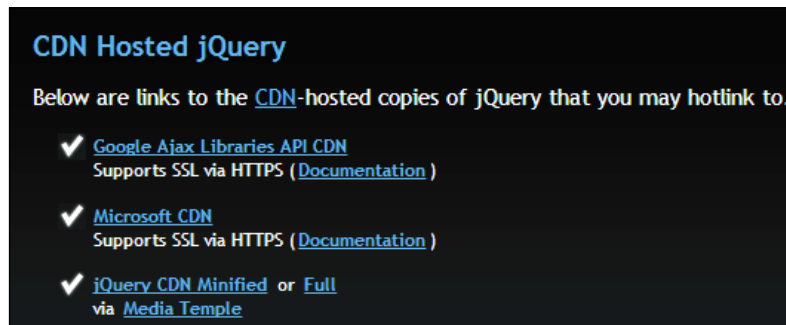 CDN Hosted jQuery
Below are links to the CDN-hosted copies of jQuery that you may hotlink to.
Google Ajax Libraries API CDN
Supports SSL via HTTPS ( Documentation )
Microsoft CDN
Supports SSL via HTTPS ( Documentation )
jQuery CDN Minified or Full
via Media Temple